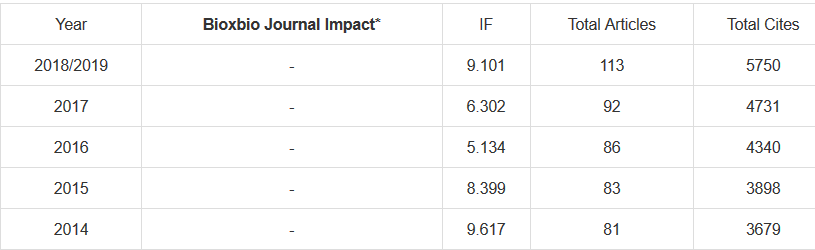 Year Bioxbio Journal Impact* IF Total Articles Total Cites
2018/2019 - 9.101 113 5750
2017 - 6.302 92 4731
2016 - 5.134 86 4340
2015 - 8.399 83 3898
2014 - 9.617 81 3679